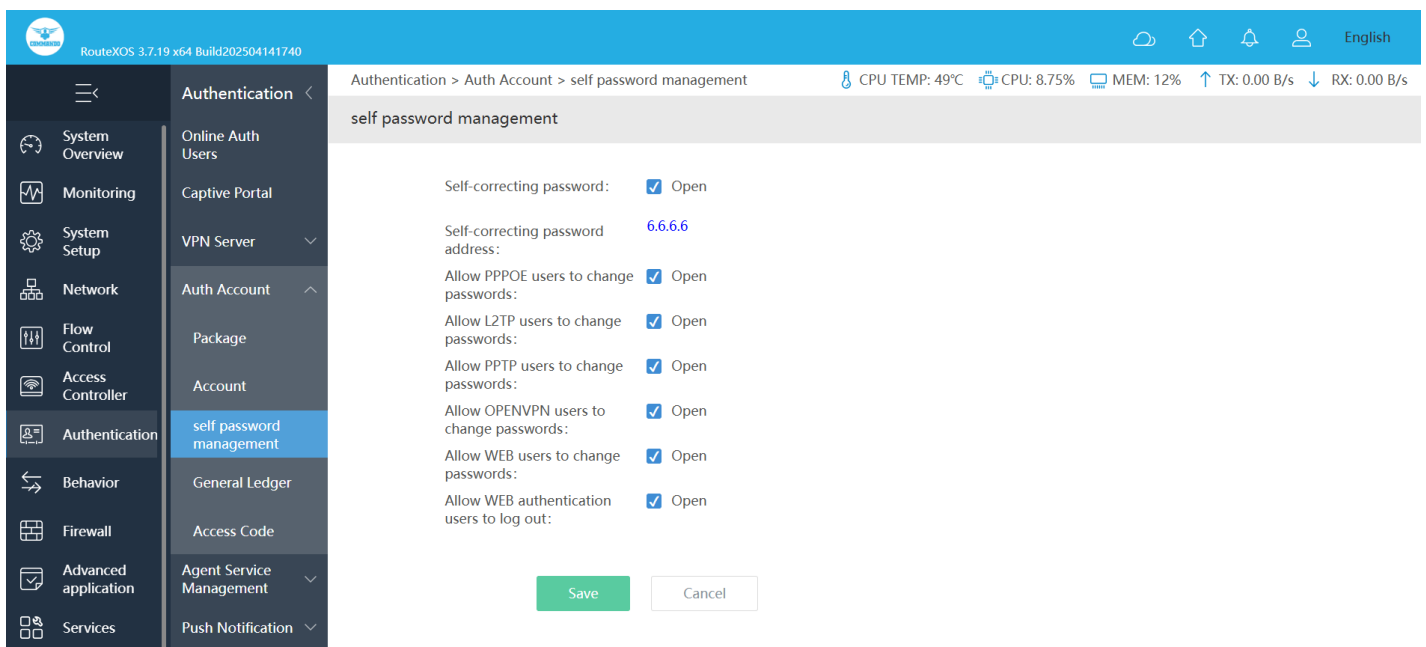 COMMANDO
RouteXOS 3.7.19 x64 Build202504141740
English
Authentication
Authentication > Auth Account > self password management
CPU TEMP: 49℃
CPU: 8.75%
MEM: 12%
TX: 0.00 B/s
RX: 0.00 B/s
System
Overview
Monitoring
System
Setup
Network
Flow
Control
Access
Controller
Authentication
Behavior
Firewall
Advanced
application
Services
Online Auth
Users
Captive Portal
VPN Server
Auth Account
Package
Account
self password
management
General Ledger
Access Code
Agent Service
Management
Push Notification
self password management
Self-correcting password:
Open
Self-correcting password
address:
6.6.6.6
Allow PPPOE users to change
passwords:
Open
Allow L2TP users to change
passwords:
Open
Allow PPTP users to change
passwords:
Open
Allow OPENVPN users to
change passwords:
Open
Allow WEB users to change
passwords:
Open
Allow WEB authentication
users to log out:
Open
Save
Cancel